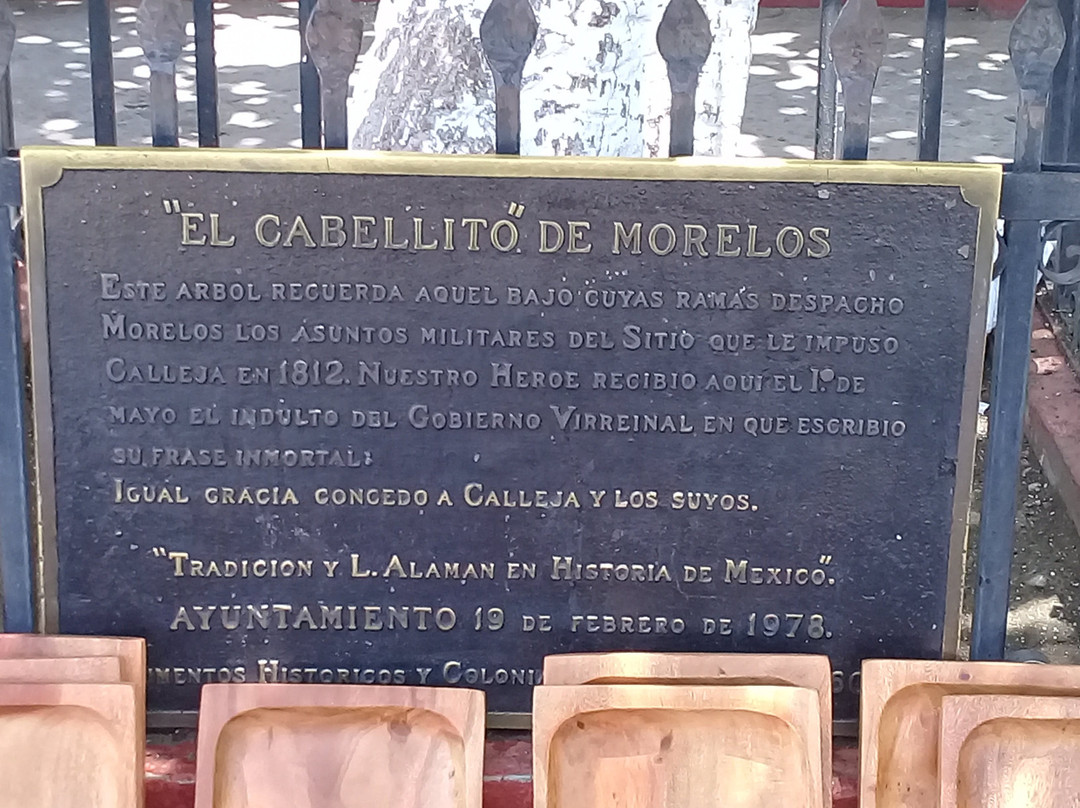 "EL CABELLITO" DE MORELOS
ESTE ARBOL RECUERDA AQUEL BAJO CUYAS RAMAS DESPACHO
MORELOS LOS ASUNTOS MILITARES DEL SITIO QUE LE IMPUSO
CALLEJA EN 1812. NUESTRO HEROE RECIBIO AQUI EL 1º DE
MAYO EL INDULTO DEL GOBIERNO VIRREINAL EN QUE ESCRIBIO
SU FRASE INMORTAL:
IGUAL GRACIA CONCEDO A CALLEJA Y LOS SUYOS.
"TRADICION Y L. ALAMAN EN HISTORIA DE MEXICO".
AYUNTAMIENTO 19 DE FEBRERO DE 1978.
HISTORICOS Y